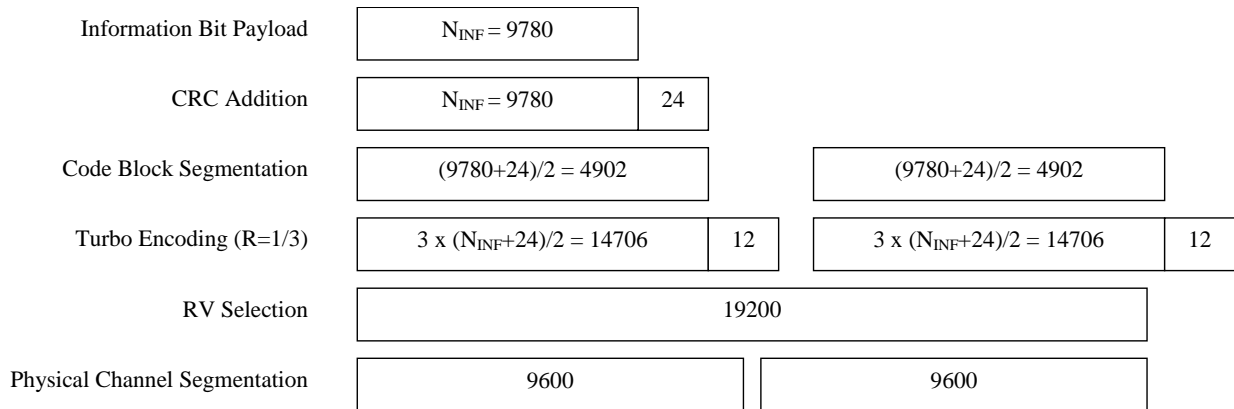 Information Bit Payload
N_INF = 9780
CRC Addition
N_INF = 9780
24
Code Block Segmentation
(9780+24)/2 = 4902
(9780+24)/2 = 4902
Turbo Encoding (R=1/3)
3 x (N_INF+24)/2 = 14706
12
3 x (N_INF+24)/2 = 14706
12
RV Selection
19200
Physical Channel Segmentation
9600
9600